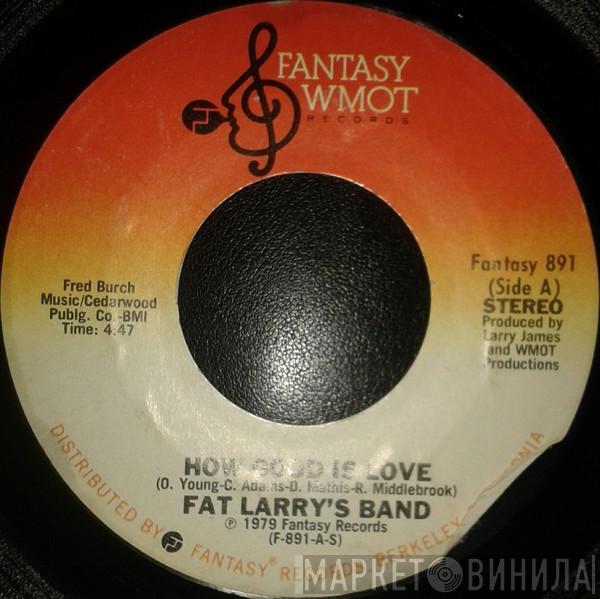 FANTASY
WMOT
RECORDS
Fantasy 891
(Side A)
STEREO
Produced by
Larry James
and WMOT
Productions
Fred Burch
Music/Cedarwood
Publg. Co.-BMI
Time: 4:47
HOW GOOD IS LOVE
(O. Young-C. Adams-D. Mathis-R. Middlebrook)
FAT LARRY'S BAND
℗ 1979 Fantasy Records
(F-891-A-S)
DISTRIBUTED BY FANTASY® RECORDS, BERKELEY
МАРКЕТ ВИНИЛА